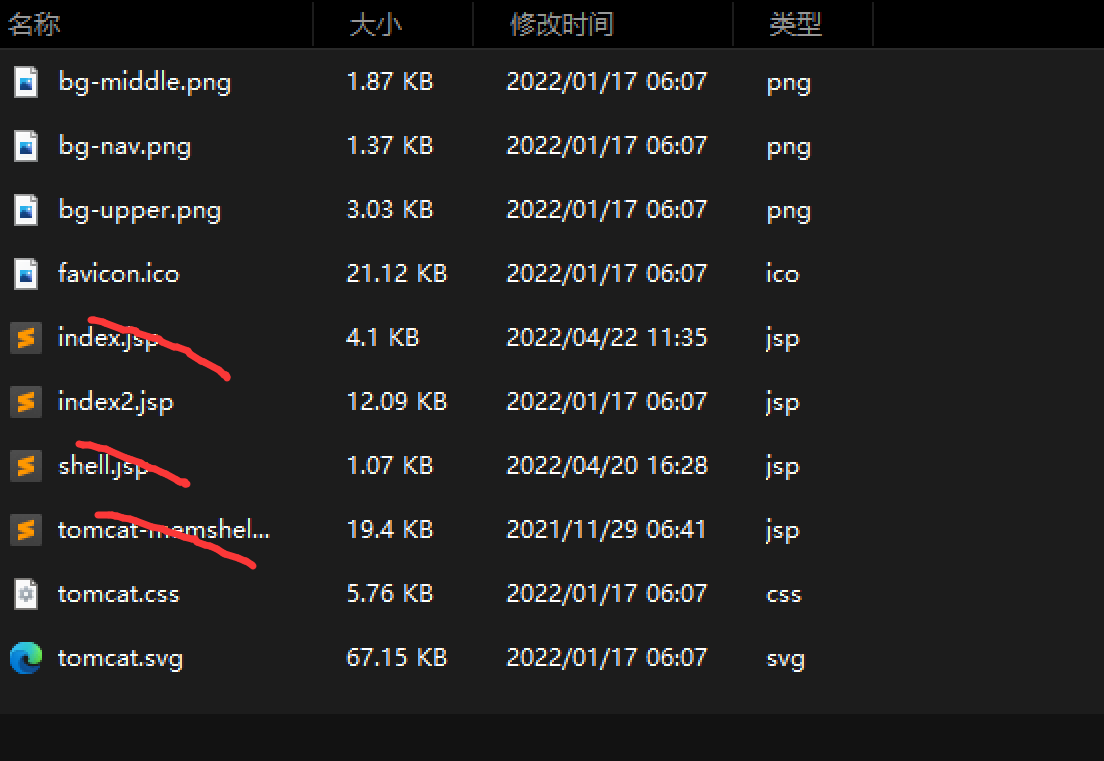 名称 大小 修改时间 类型
bg-middle.png 1.87 KB 2022/01/17 06:07 png
bg-nav.png 1.37 KB 2022/01/17 06:07 png
bg-upper.png 3.03 KB 2022/01/17 06:07 png
favicon.ico 21.12 KB 2022/01/17 06:07 ico
index.jsp 4.1 KB 2022/04/22 11:35 jsp
index2.jsp 12.09 KB 2022/01/17 06:07 jsp
shell.jsp 1.07 KB 2022/04/20 16:28 jsp
tomcat-memshel... 19.4 KB 2021/11/29 06:41 jsp
tomcat.css 5.76 KB 2022/01/17 06:07 css
tomcat.svg 67.15 KB 2022/01/17 06:07 svg